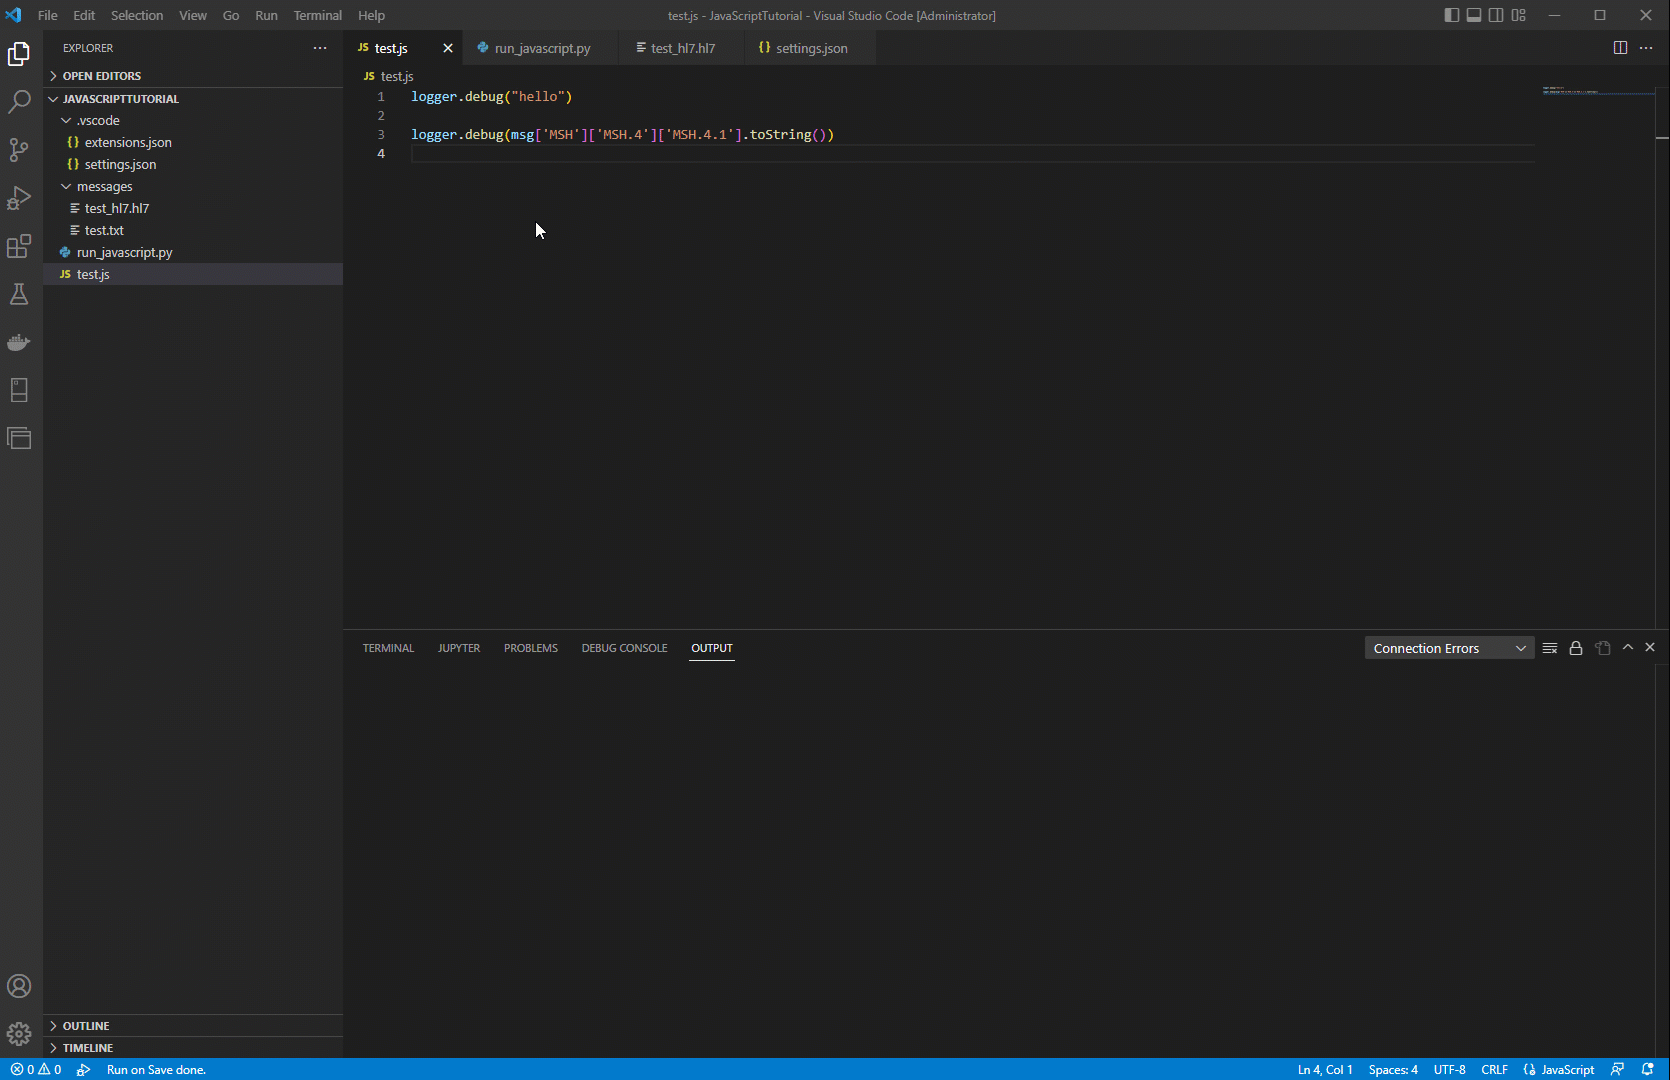 File Edit Selection View Go Run Terminal Help
test.js - JavaScriptTutorial - Visual Studio Code [Administrator]
EXPLORER
OPEN EDITORS
JAVASCRIPTTUTORIAL
.vscode
{} extensions.json
{} settings.json
messages
test_hl7.hl7
test.txt
run_javascript.py
JS test.js
OUTLINE
TIMELINE
JS test.js
run_javascript.py
test_hl7.hl7
{} settings.json
JS test.js
1 logger.debug("hello")
2
3 logger.debug(msg['MSH']['MSH.4']['MSH.4.1'].toString())
4
TERMINAL JUPYTER PROBLEMS DEBUG CONSOLE OUTPUT
Connection Errors
0 0 Run on Save done.
Ln 4, Col 1 Spaces: 4 UTF-8 CRLF {} JavaScript